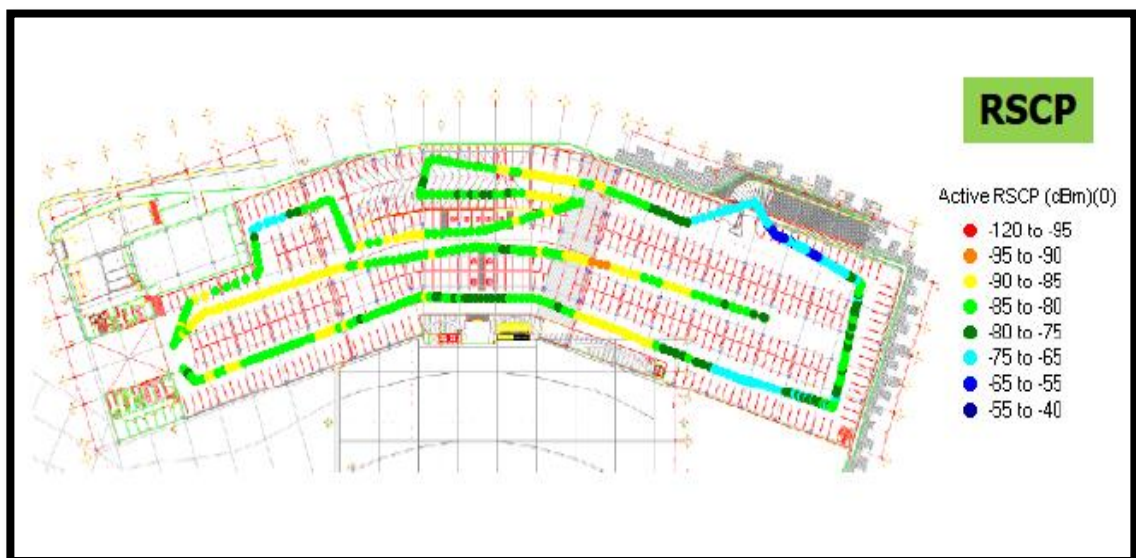 RSCP
Active RSCP (dBm)(0)
-120 to -95
-95 to -90
-90 to -85
-85 to -80
-80 to -75
-75 to -65
-65 to -55
-55 to -40